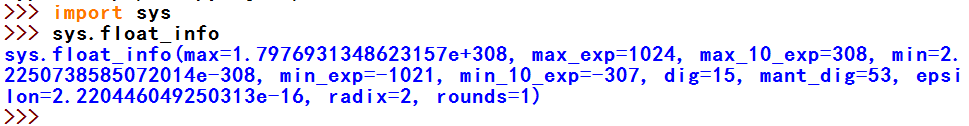 >>> import sys
>>> sys.float_info
sys.float_info(max=1.7976931348623157e+308, max_exp=1024, max_10_exp=308, min=2.
2250738585072014e-308, min_exp=-1021, min_10_exp=-307, dig=15, mant_dig=53, epsi
lon=2.220446049250313e-16, radix=2, rounds=1)
>>>